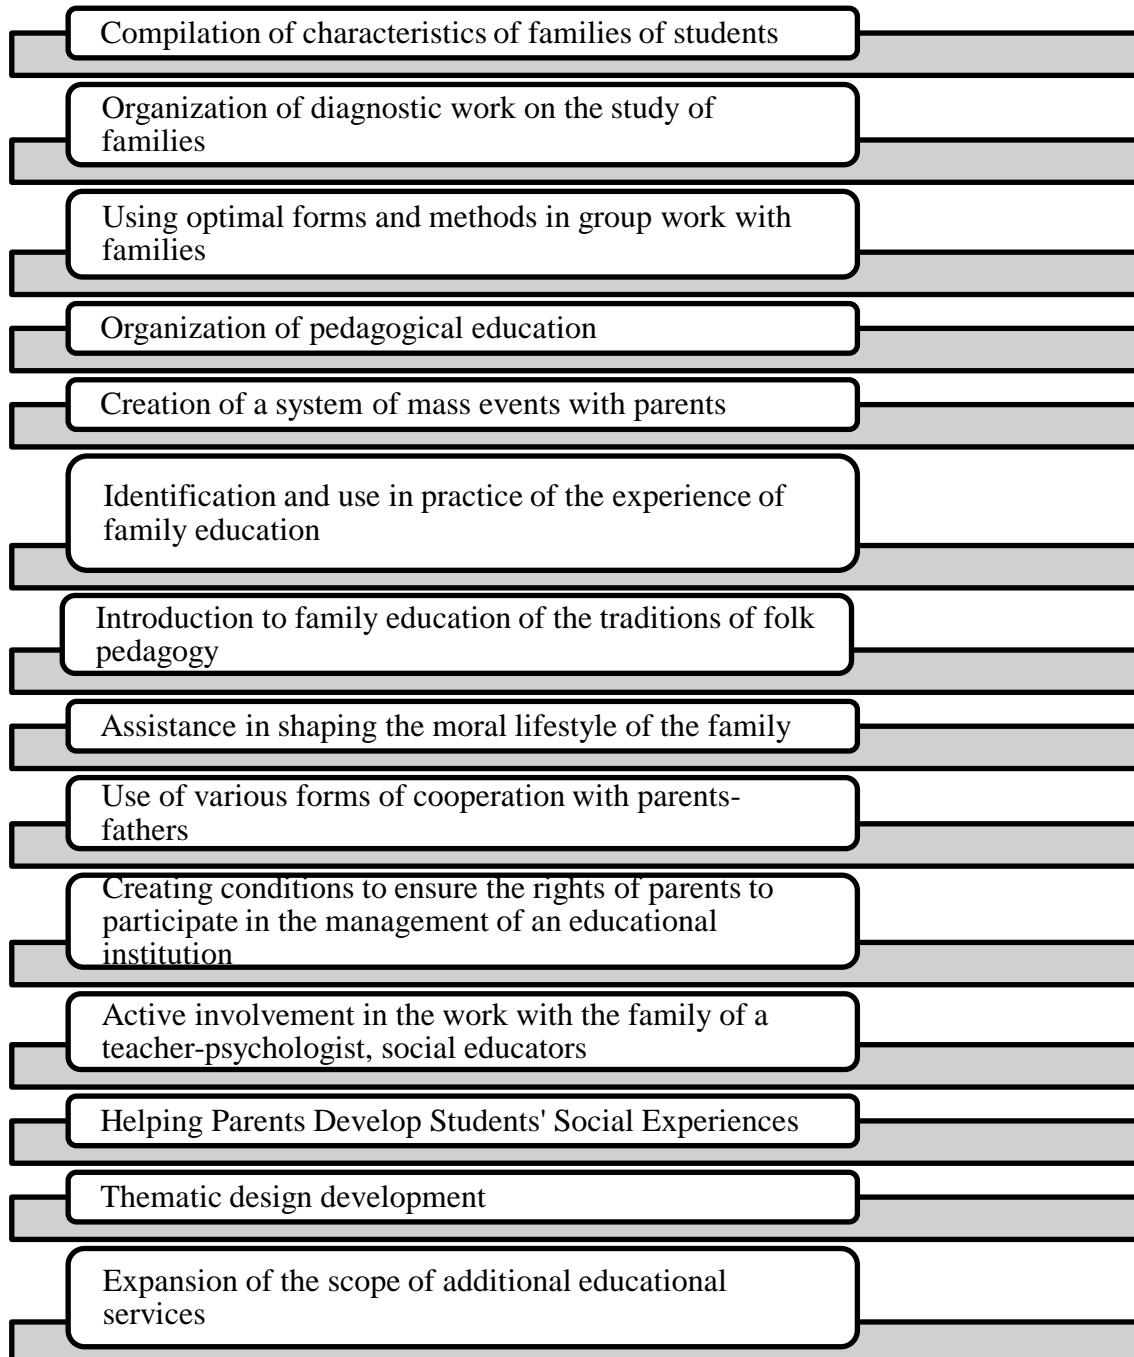 Compilation of characteristics of families of students
Organization of diagnostic work on the study of
families
Using optimal forms and methods in group work with
families
Organization of pedagogical education
Creation of a system of mass events with parents
Identification and use in practice of the experience of
family education
Introduction to family education of the traditions of folk
pedagogy
Assistance in shaping the moral lifestyle of the family
Use of various forms of cooperation with parents-
fathers
Creating conditions to ensure the rights of parents to
participate in the management of an educational
institution
Active involvement in the work with the family of a
teacher-psychologist, social educators
Helping Parents Develop Students' Social Experiences
Thematic design development
Expansion of the scope of additional educational
services